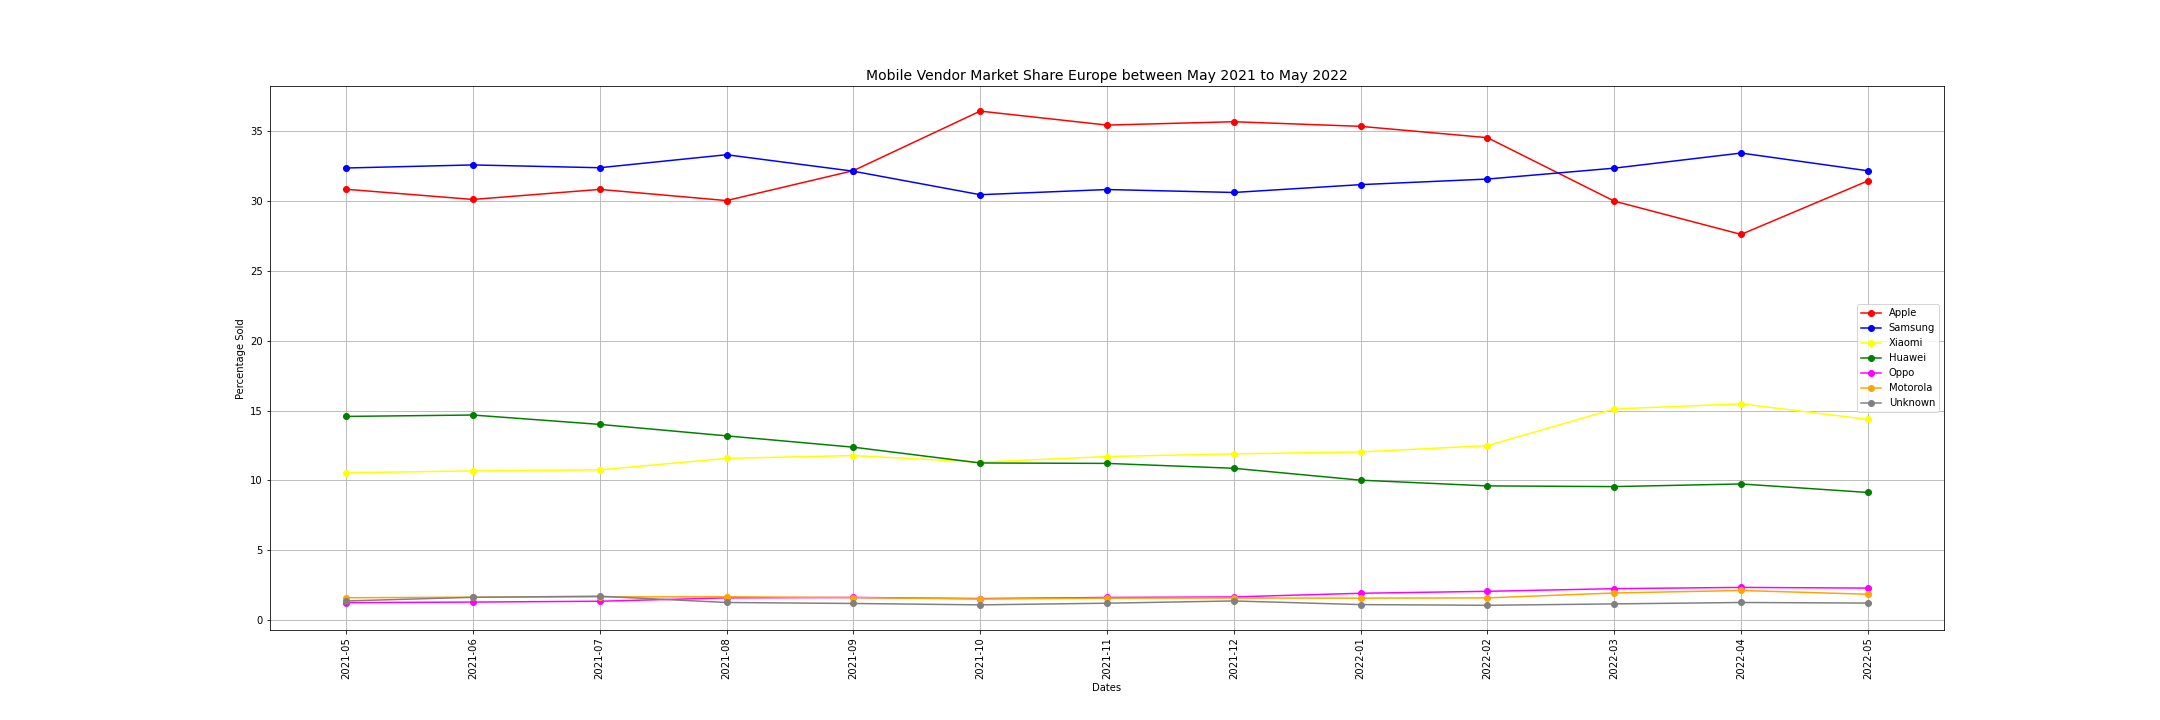 Mobile Vendor Market Share Europe between May 2021 to May 2022
35
30
25
20
15
10
5
0
Percentage Sold
Apple
Samsung
Xiaomi
Huawei
Oppo
Motorola
Unknown
2021-05
2021-06
2021-07
2021-08
2021-09
2021-10
2021-11
2021-12
2022-01
2022-02
2022-03
2022-04
2022-05
Dates